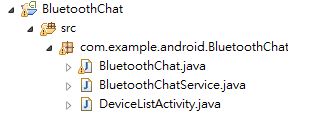 BluetoothChat
src
com.example.android.BluetoothChat
BluetoothChat.java
BluetoothChatService.java
DeviceListActivity.java